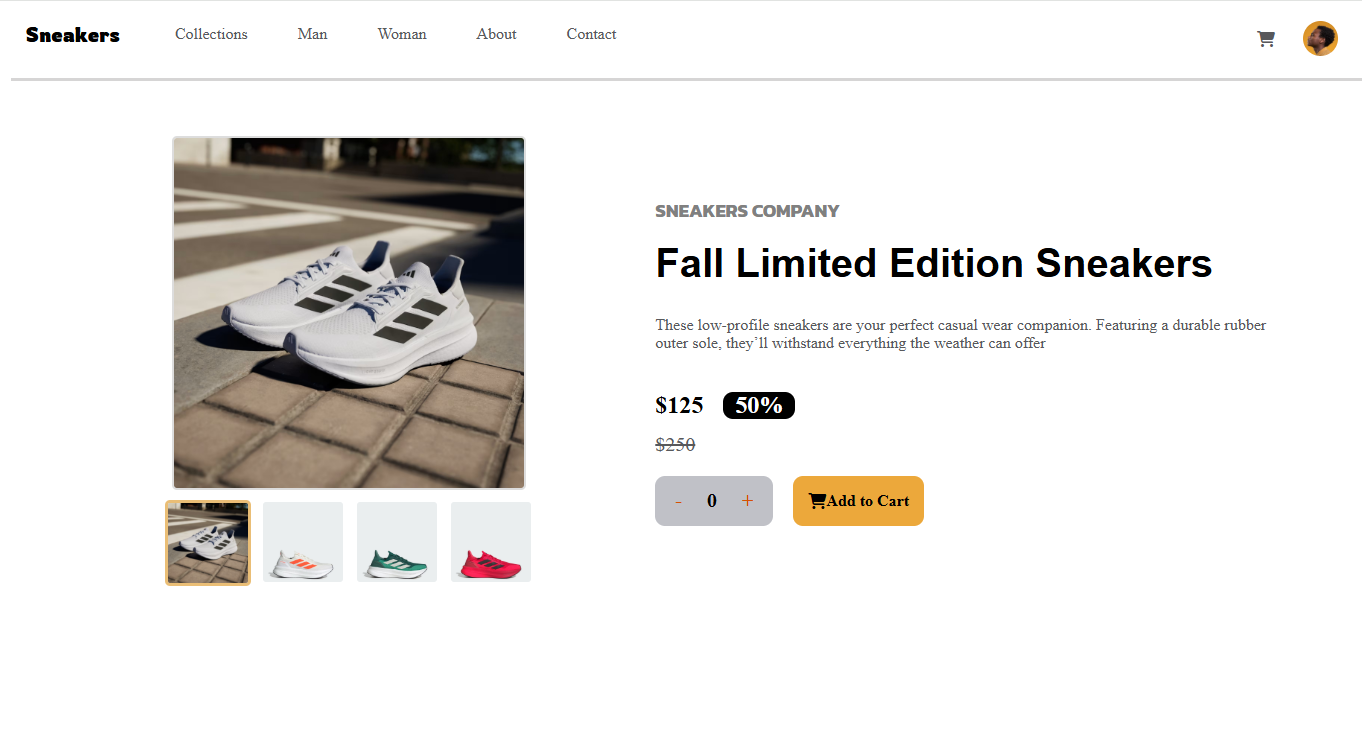 Sneakers
Collections
Man
Woman
About
Contact
SNEAKERS COMPANY
Fall Limited Edition Sneakers
These low-profile sneakers are your perfect casual wear companion. Featuring a durable rubber
outer sole, they’ll withstand everything the weather can offer
$125 50%
$250
- 0 +
Add to Cart